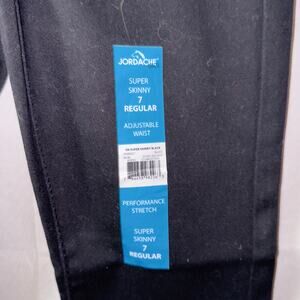 JORDACHE
SUPER
SKINNY
7
REGULAR
ADJUSTABLE
WAIST
PERFORMANCE
STRETCH
SUPER
SKINNY
7
REGULAR